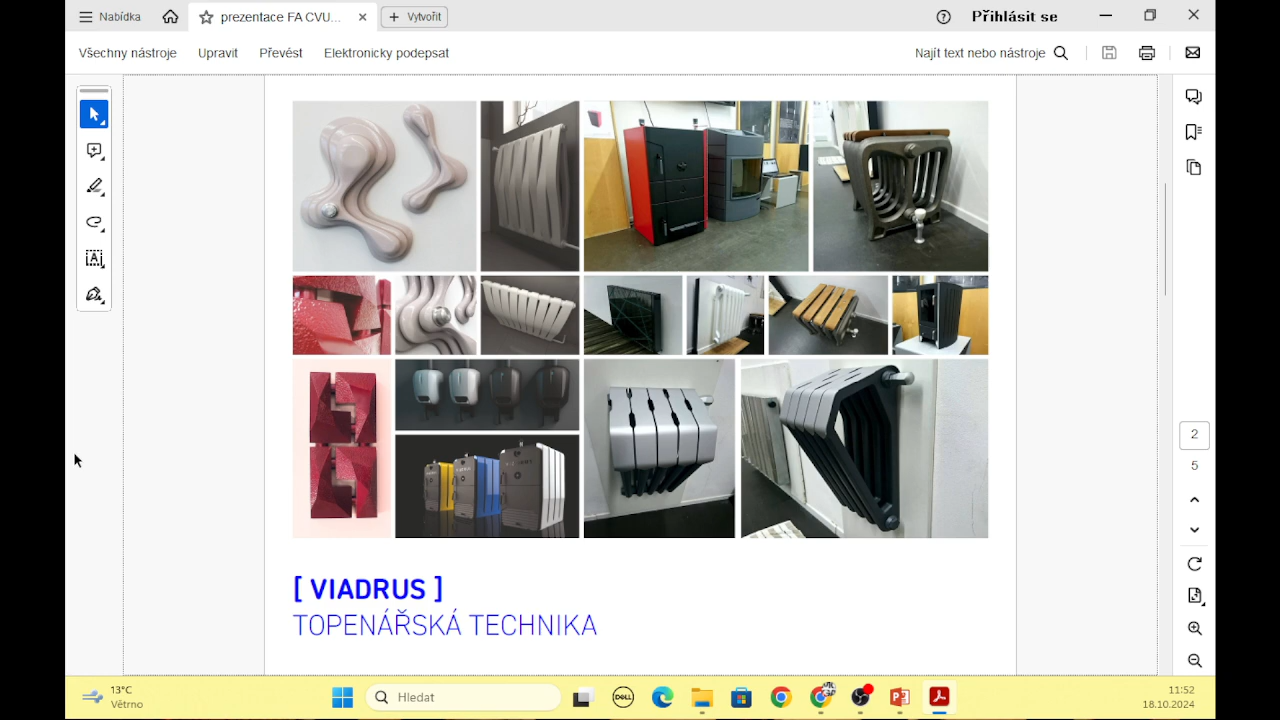 Nabídka
prezentace FA CVU...
Vytvořit
Přihlásit se
Všechny nástroje
Upravit
Převést
Elektronicky podepsat
Najít text nebo nástroje
2
5
[ VIADRUS ]
TOPENÁŘSKÁ TECHNIKA
13°C
Větrno
Hledat
DELL
11:52
18.10.2024